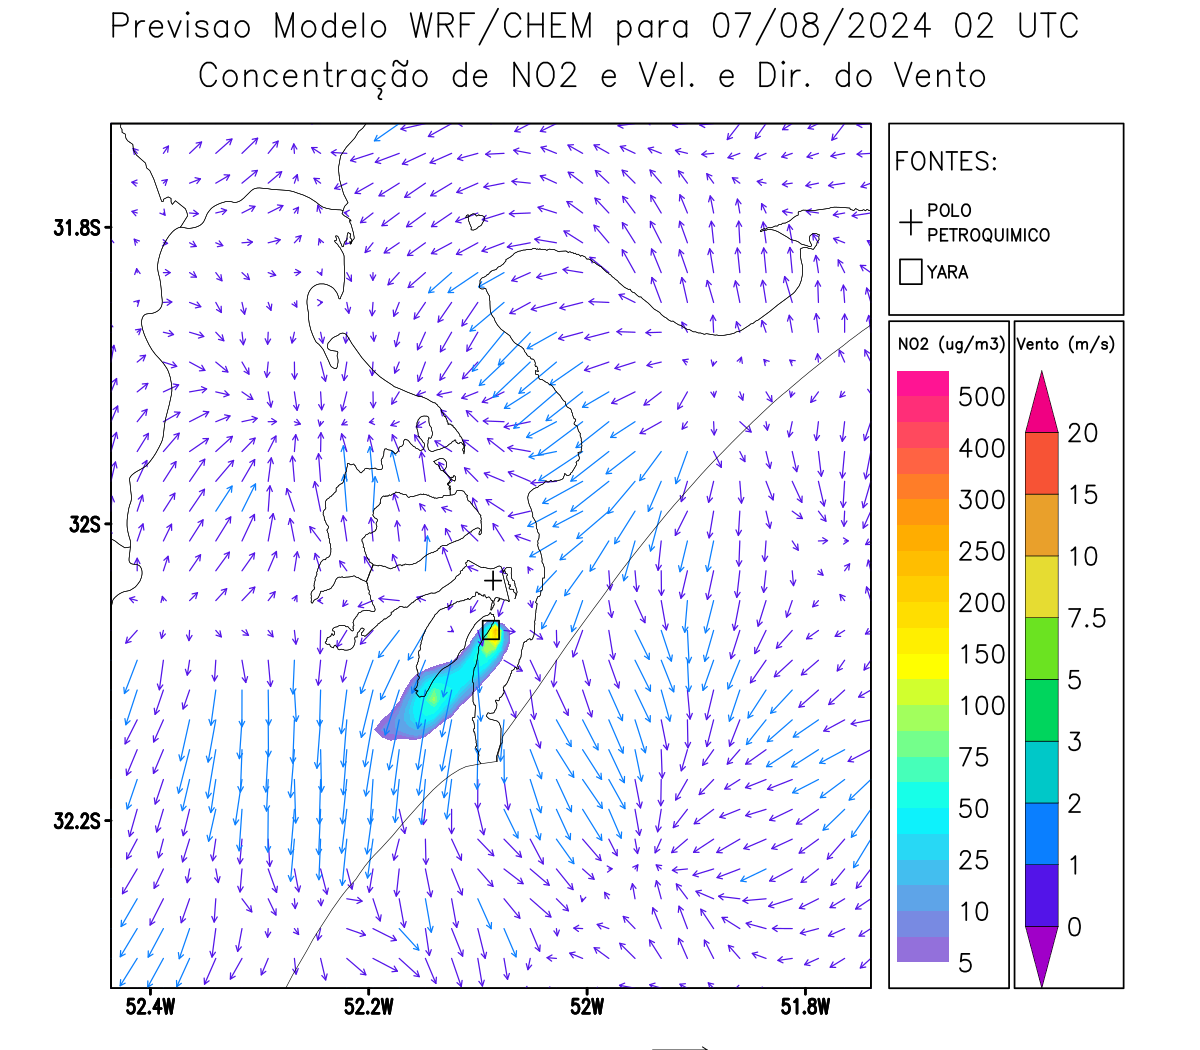 Previsao Modelo WRF/CHEM para 07/08/2024 02 UTC
Concentração de NO2 e Vel. e Dir. do Vento
FONTES:
POLO
PETROQUIMICO
YARA
NO2 (ug/m3)
500
400
300
250
200
150
100
75
50
25
10
5
Vento (m/s)
20
15
10
7.5
5
3
2
1
0
31.8S
32S
32.2S
52.4W
52.2W
52W
51.8W